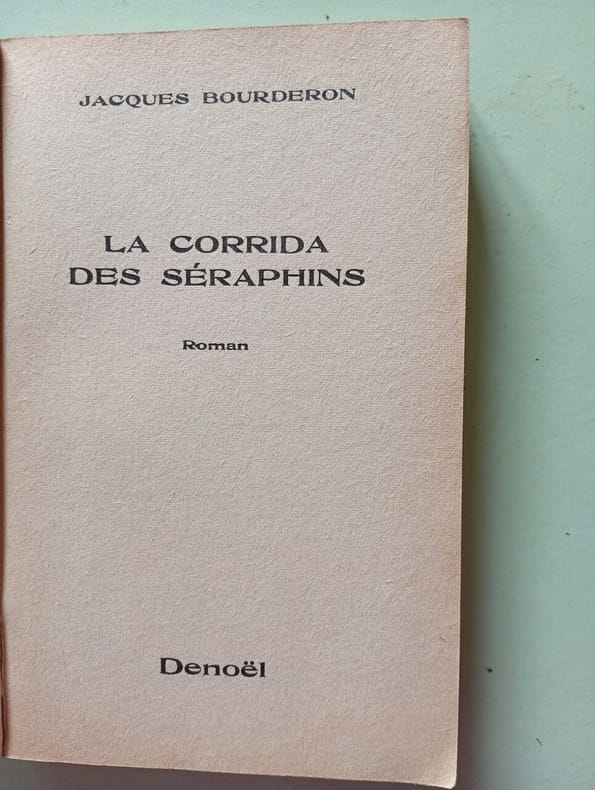 JACQUES BOURDERON
LA CORRIDA
DES SÉRAPHINS
Roman
Denoël